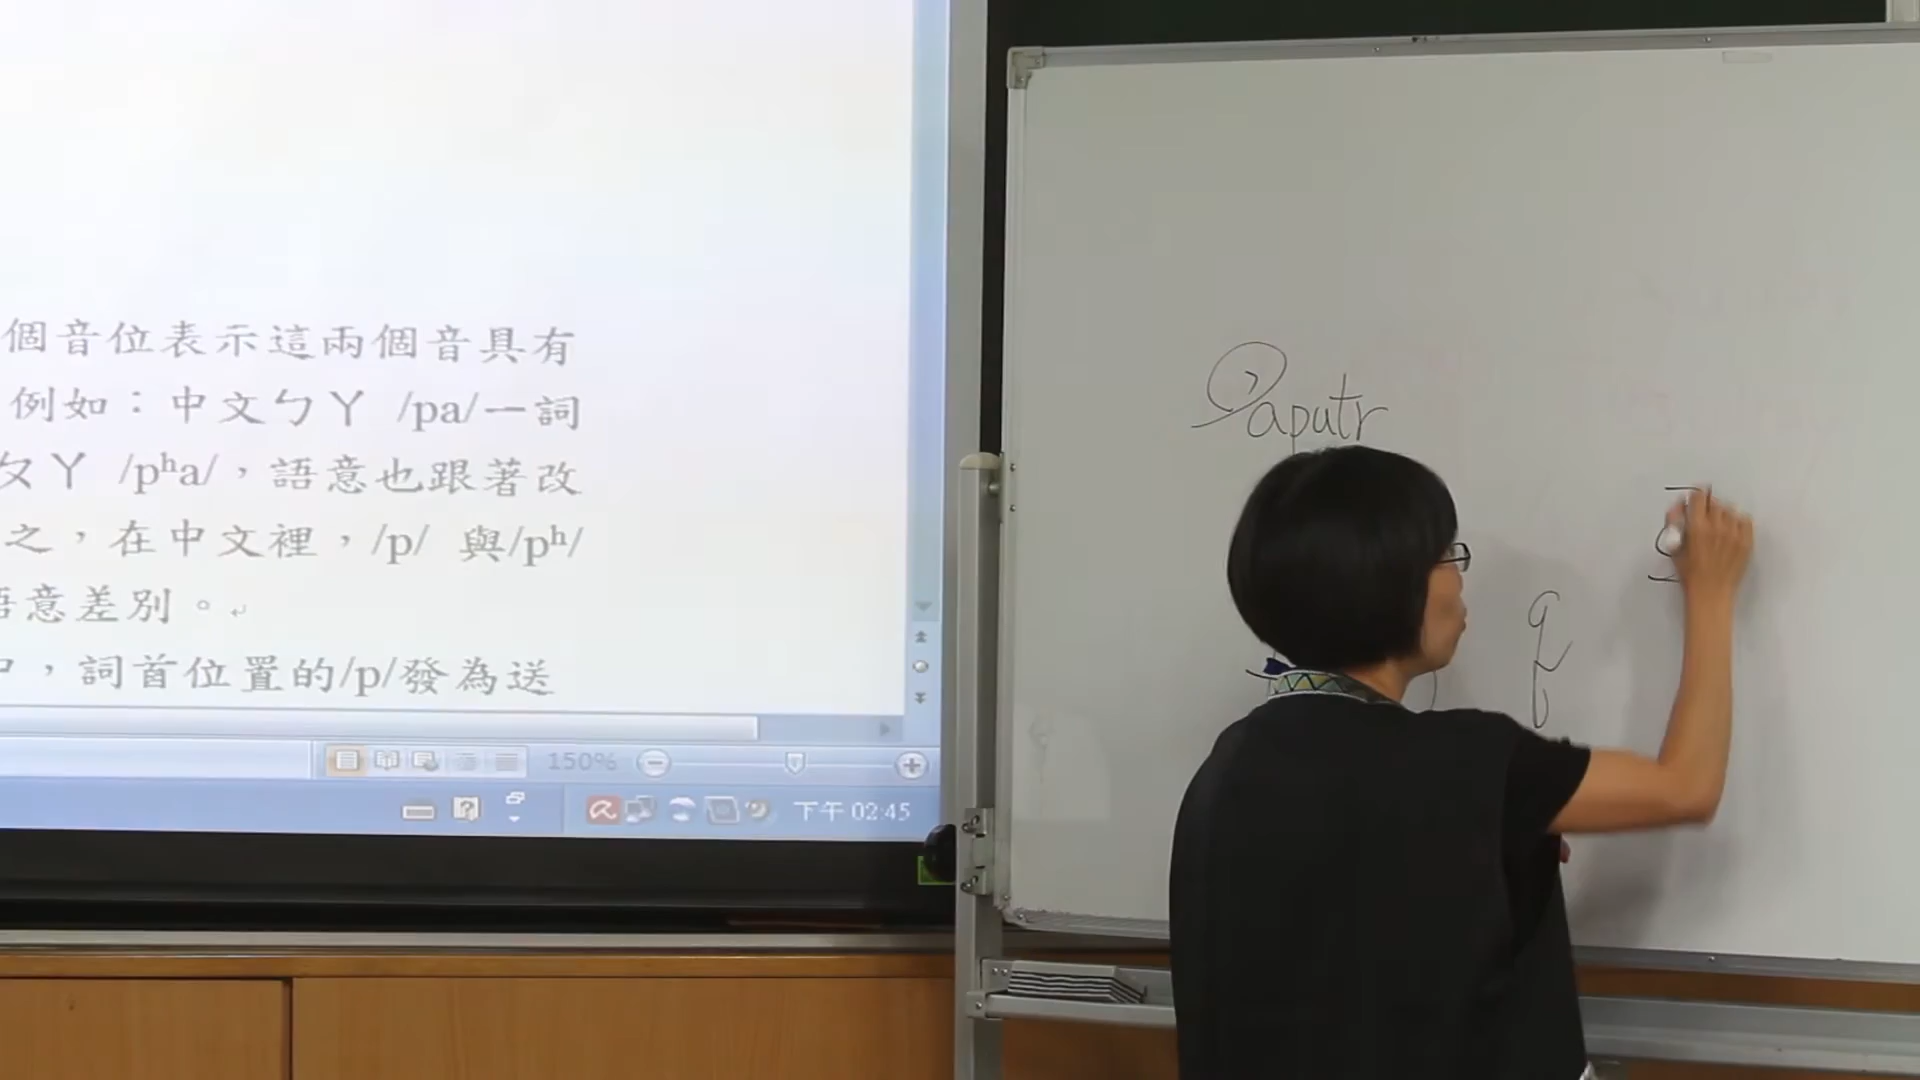 個音位表示這兩個音具有
例如：中文ㄅㄚ /pa/一詞
ㄆㄚ /pʰa/，語意也跟著改
之，在中文裡，/p/ 與/pʰ/
語意差別。
中，詞首位置的/p/發為送
150%
下午 02:45
'aputr
q